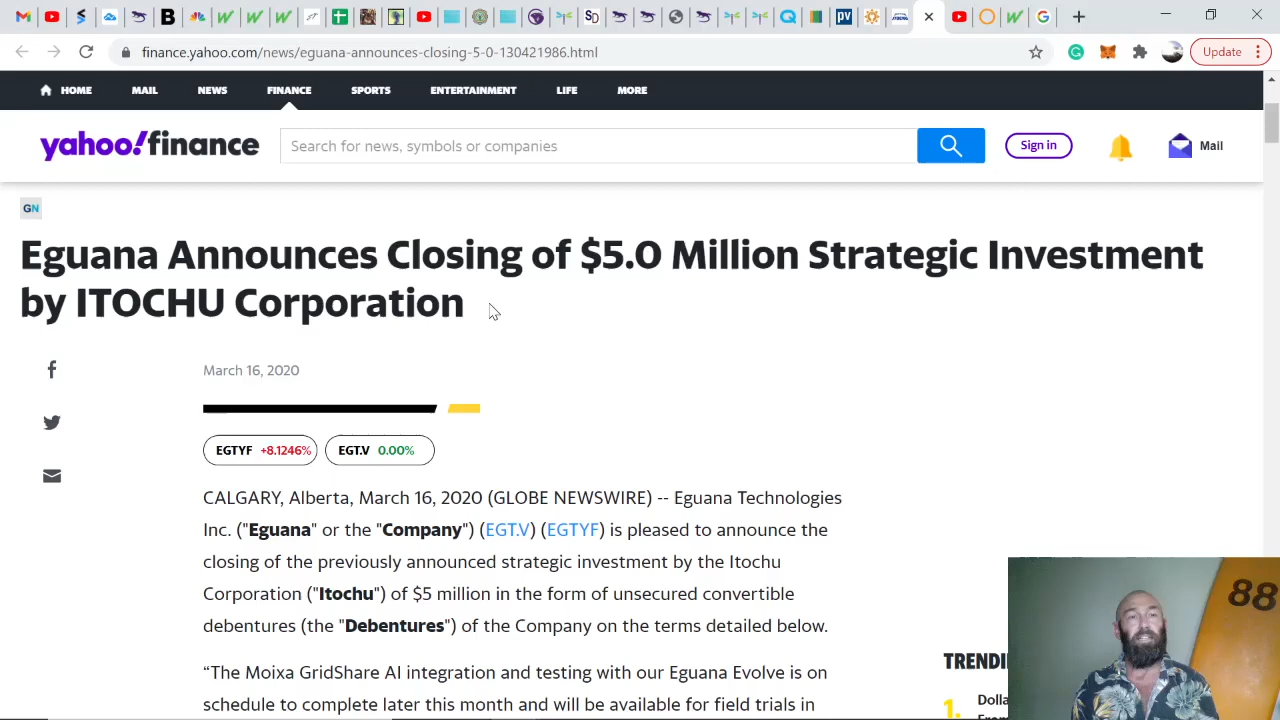 finance.yahoo.com/news/eguana-announces-closing-5-0-130421986.html
Update
HOME MAIL NEWS FINANCE SPORTS ENTERTAINMENT LIFE MORE
yahoo!finance
Search for news, symbols or companies
Sign in
Mail
GN
Eguana Announces Closing of $5.0 Million Strategic Investment
by ITOCHU Corporation
March 16, 2020
EGTYF +8.1246% EGT.V 0.00%
CALGARY, Alberta, March 16, 2020 (GLOBE NEWSWIRE) -- Eguana Technologies
Inc. ("Eguana" or the "Company") (EGT.V) (EGTYF) is pleased to announce the
closing of the previously announced strategic investment by the Itochu
Corporation ("Itochu") of $5 million in the form of unsecured convertible
debentures (the "Debentures") of the Company on the terms detailed below.
“The Moixa GridShare AI integration and testing with our Eguana Evolve is on
schedule to complete later this month and will be available for field trials in
TRENDI
1. Dolla
88